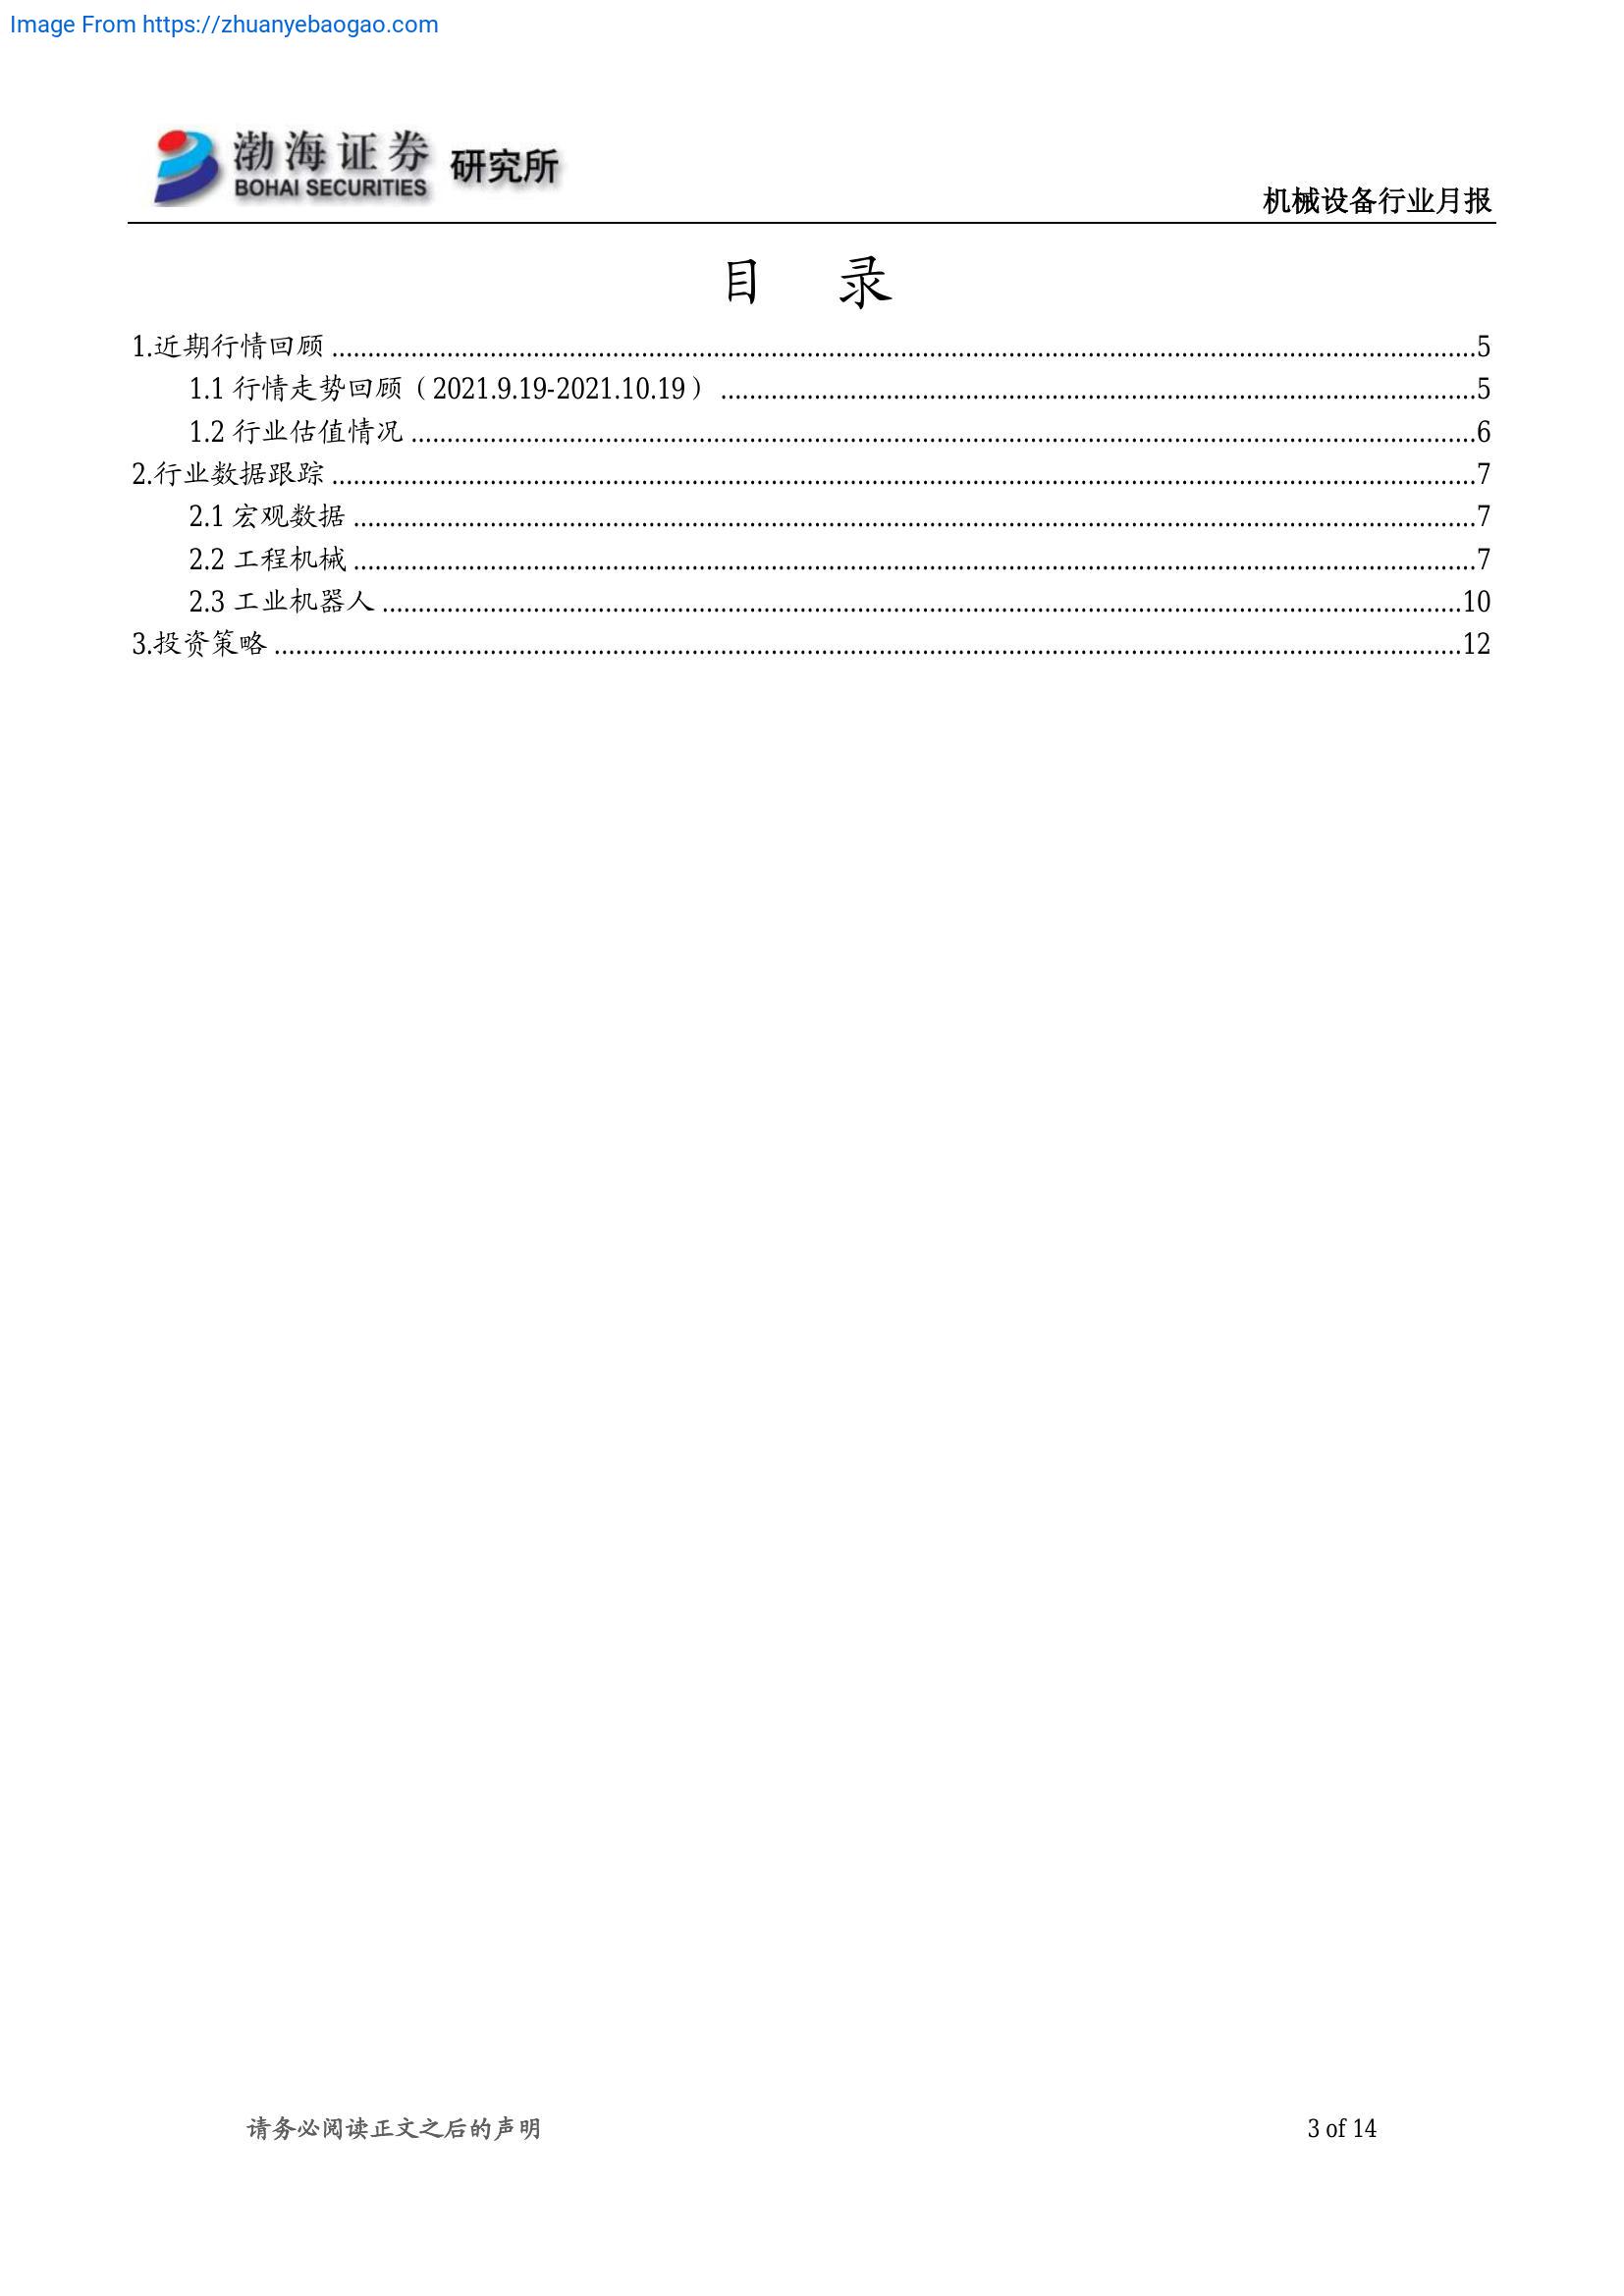 Image From https://zhuanyebaogao.com
渤海证券 研究所
BOHAI SECURITIES
机械设备行业月报
目 录
1.近期行情回顾 ................................................................ 5
1.1 行情走势回顾（2021.9.19-2021.10.19） ................................................................ 5
1.2 行业估值情况 ................................................................ 6
2.行业数据跟踪 ................................................................ 7
2.1 宏观数据 ................................................................ 7
2.2 工程机械 ................................................................ 7
2.3 工业机器人 ................................................................ 10
3.投资策略 ................................................................ 12
请务必阅读正文之后的声明 3 of 14